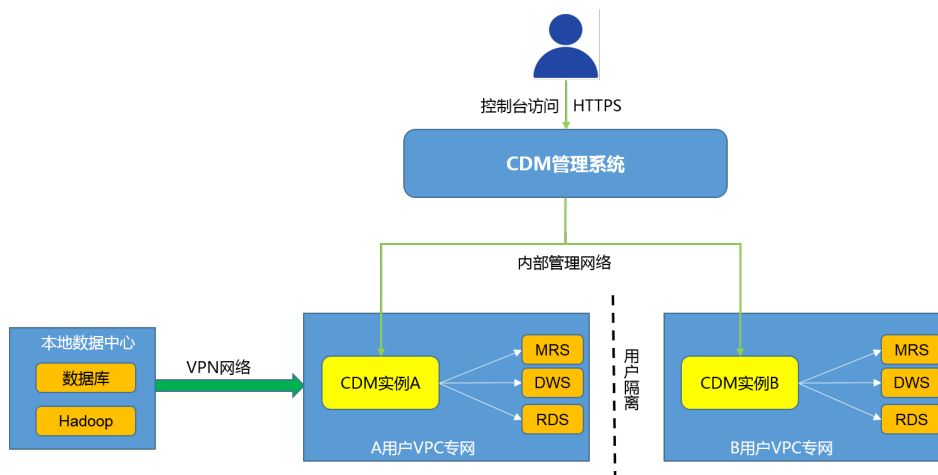 控制台访问 HTTPS
CDM管理系统
内部管理网络
本地数据中心
数据库
Hadoop
VPN网络
CDM实例A
MRS
DWS
RDS
A用户VPC专网
用户隔离
CDM实例B
MRS
DWS
RDS
B用户VPC专网